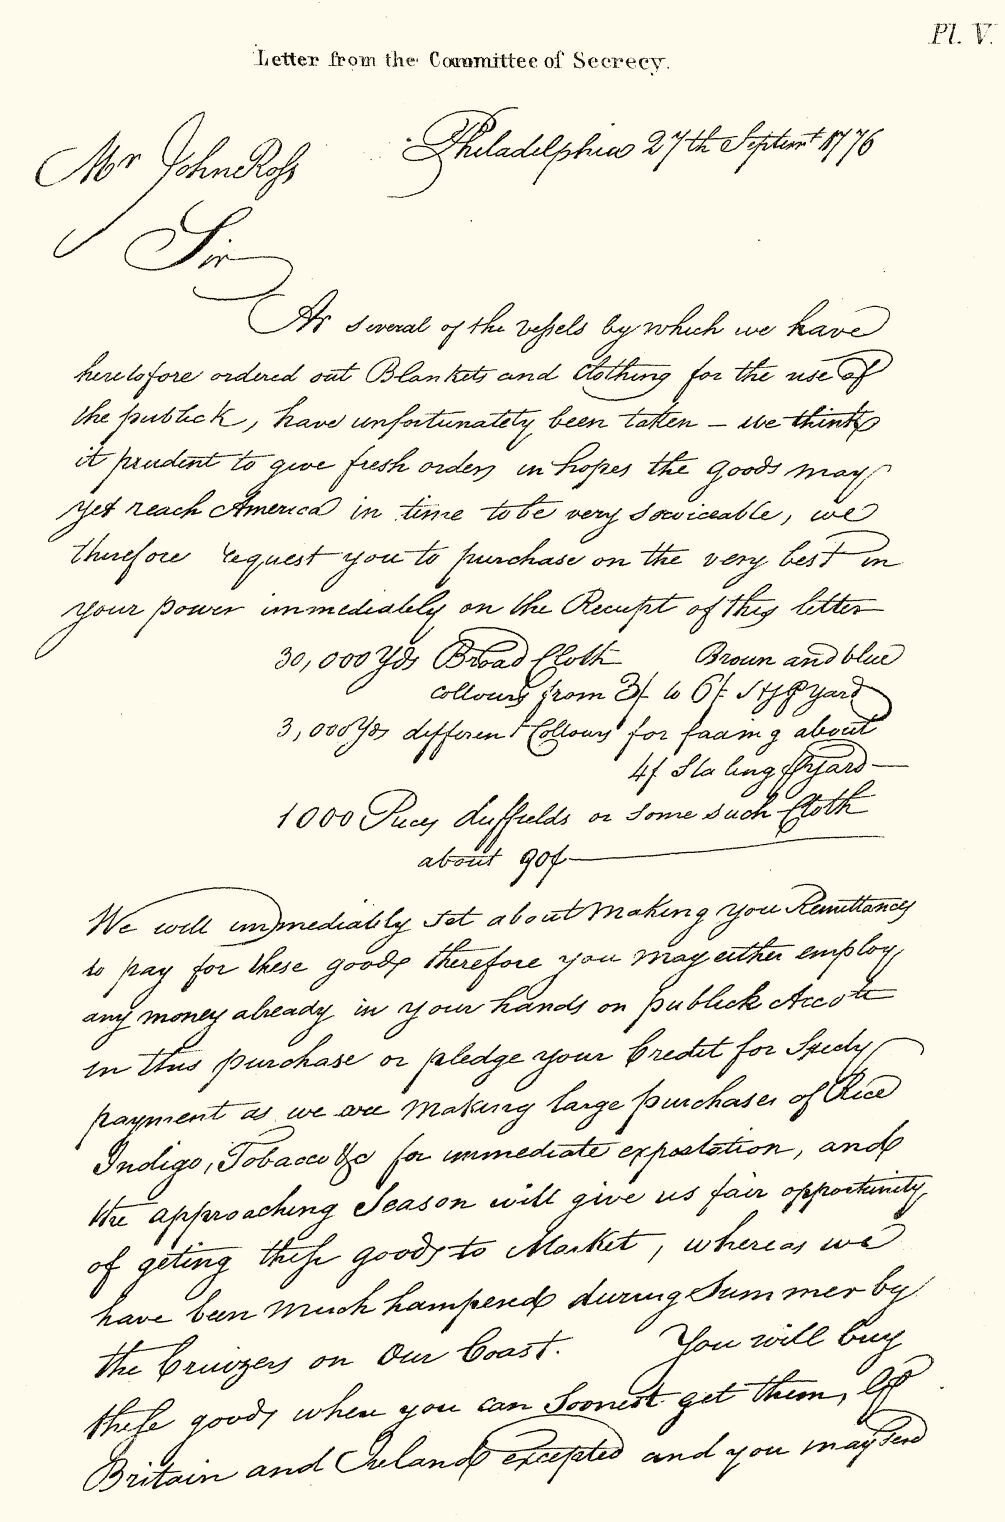 Pl. V.
Letter from the Committee of Secrecy.
Philadelphia 27th Septemr 1776
Mr John Ross
Sir
As several of the vessels by which we have
heretofore ordered out Blankets and Clothing for the use of
the publick, have unfortunately been taken – we think
it prudent to give fresh orders in hopes the goods may
yet reach America in time to be very serviceable, we
therefore request you to purchase on the very best in
your power immediately on the Receipt of this letter
30,000 Yds Broad Cloth Brown and blue
collours from 3/ to 6/ Stg ⅌ yard
3,000 Yds different Collours for facing about
4/ Sterling ⅌ yard —
1000 Pieces duffields or some such Cloth
about 90/ —
We will immediately set about making you Remittances
to pay for these goods therefore you may either employ
any money already in your hands on publick Accotts
in this purchase or pledge your Credit for Speedy
payment as we are making large purchases of Rice
Indigo, Tobacco &c for immediate exportation, and
the approaching Season will give us fair opportunity
of geting these goods to Market, whereas we
have been much hampered during Summer by
the Cruizers on our Coast. You will buy
these goods where you can soonest get them,
Britain and Ireland excepted and you may send